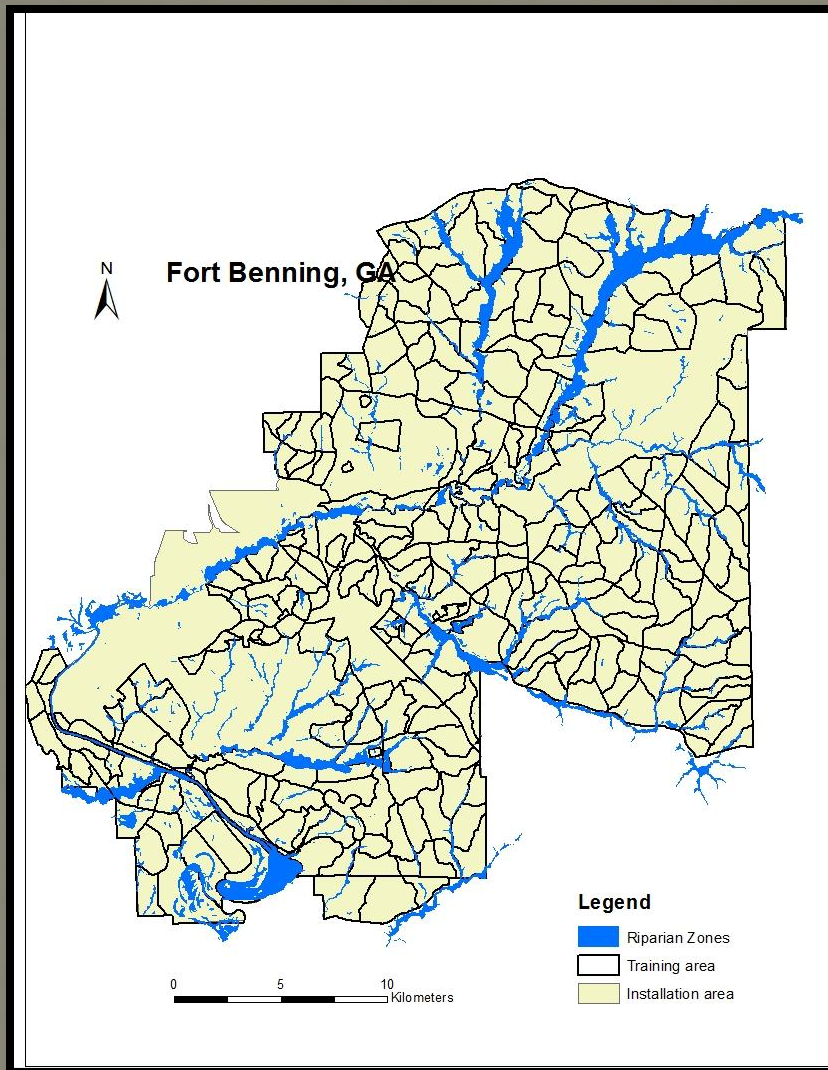 N
Fort Benning, GA
Legend
Riparian Zones
Training area
Installation area
0 5 10
Kilometers